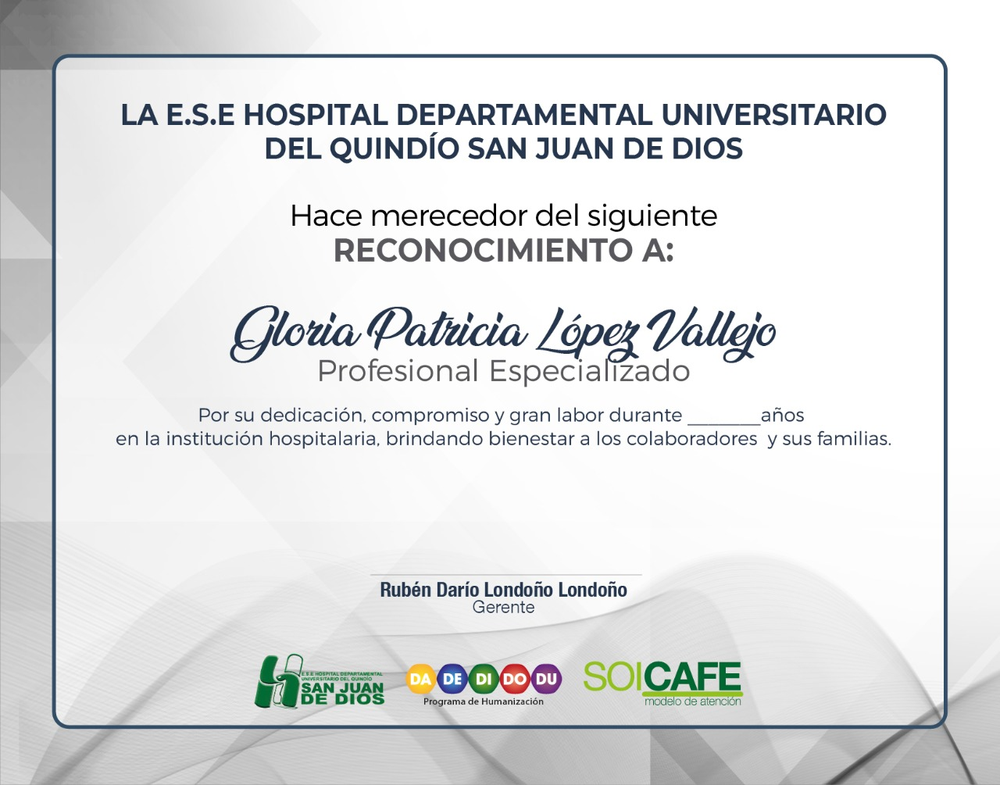 LA E.S.E HOSPITAL DEPARTAMENTAL UNIVERSITARIO
DEL QUINDÍO SAN JUAN DE DIOS
Hace merecedor del siguiente
RECONOCIMIENTO A:
Gloria Patricia López Vallejo
Profesional Especializado
Por su dedicación, compromiso y gran labor durante _______años
en la institución hospitalaria, brindando bienestar a los colaboradores  y sus familias.
Rubén Darío Londoño Londoño
Gerente
E.S.E HOSPITAL DEPARTAMENTAL
UNIVERSITARIO DEL QUINDÍO
SAN JUAN
DE DIOS
DA DE DI DO DU
Programa de Humanización
SOICAFE
modelo de atención